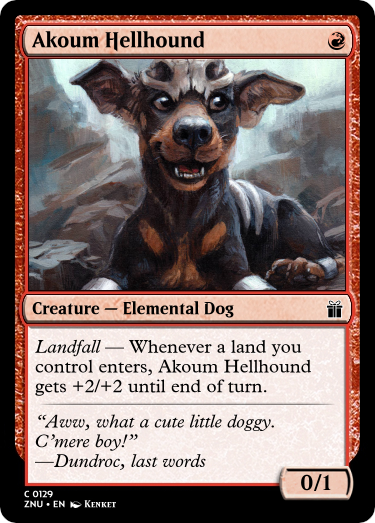 Akoum Hellhound
Creature — Elemental Dog
Landfall — Whenever a land you
control enters, Akoum Hellhound
gets +2/+2 until end of turn.
“Aww, what a cute little doggy.
C’mere boy!”
—Dundroc, last words
0/1
C 0129
ZNU • EN Kenket